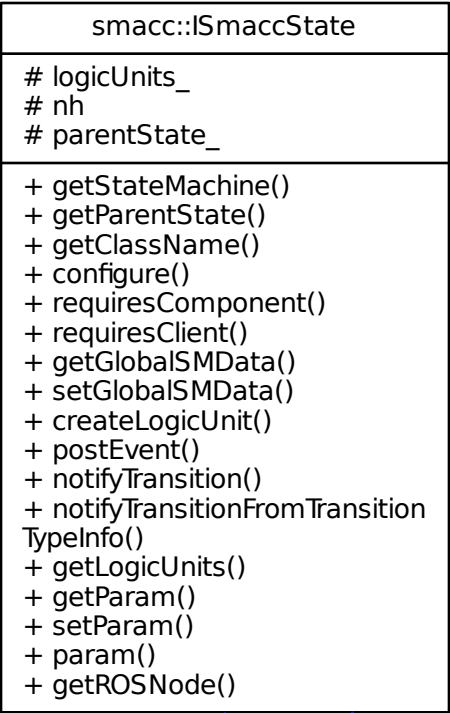 smacc::ISmaccState
# logicUnits_
# nh
# parentState_
+ getStateMachine()
+ getParentState()
+ getClassName()
+ configure()
+ requiresComponent()
+ requiresClient()
+ getGlobalSMData()
+ setGlobalSMData()
+ createLogicUnit()
+ postEvent()
+ notifyTransition()
+ notifyTransitionFromTransition
TypeInfo()
+ getLogicUnits()
+ getParam()
+ setParam()
+ param()
+ getROSNode()